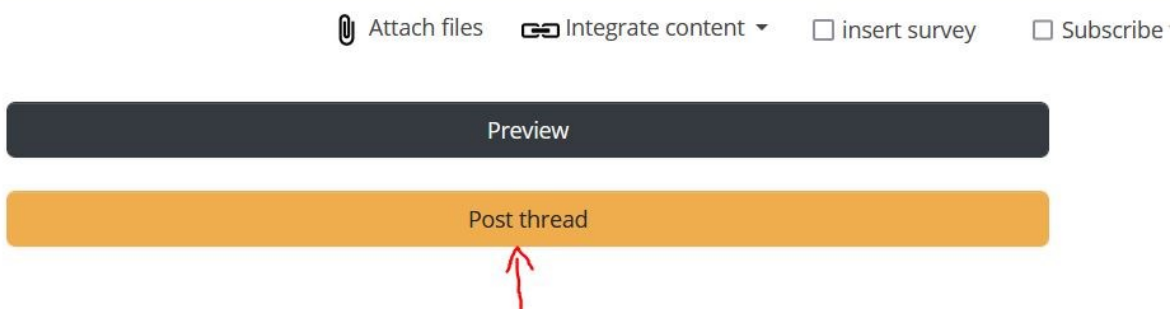 Attach files Integrate content insert survey Subscribe
Preview
Post thread